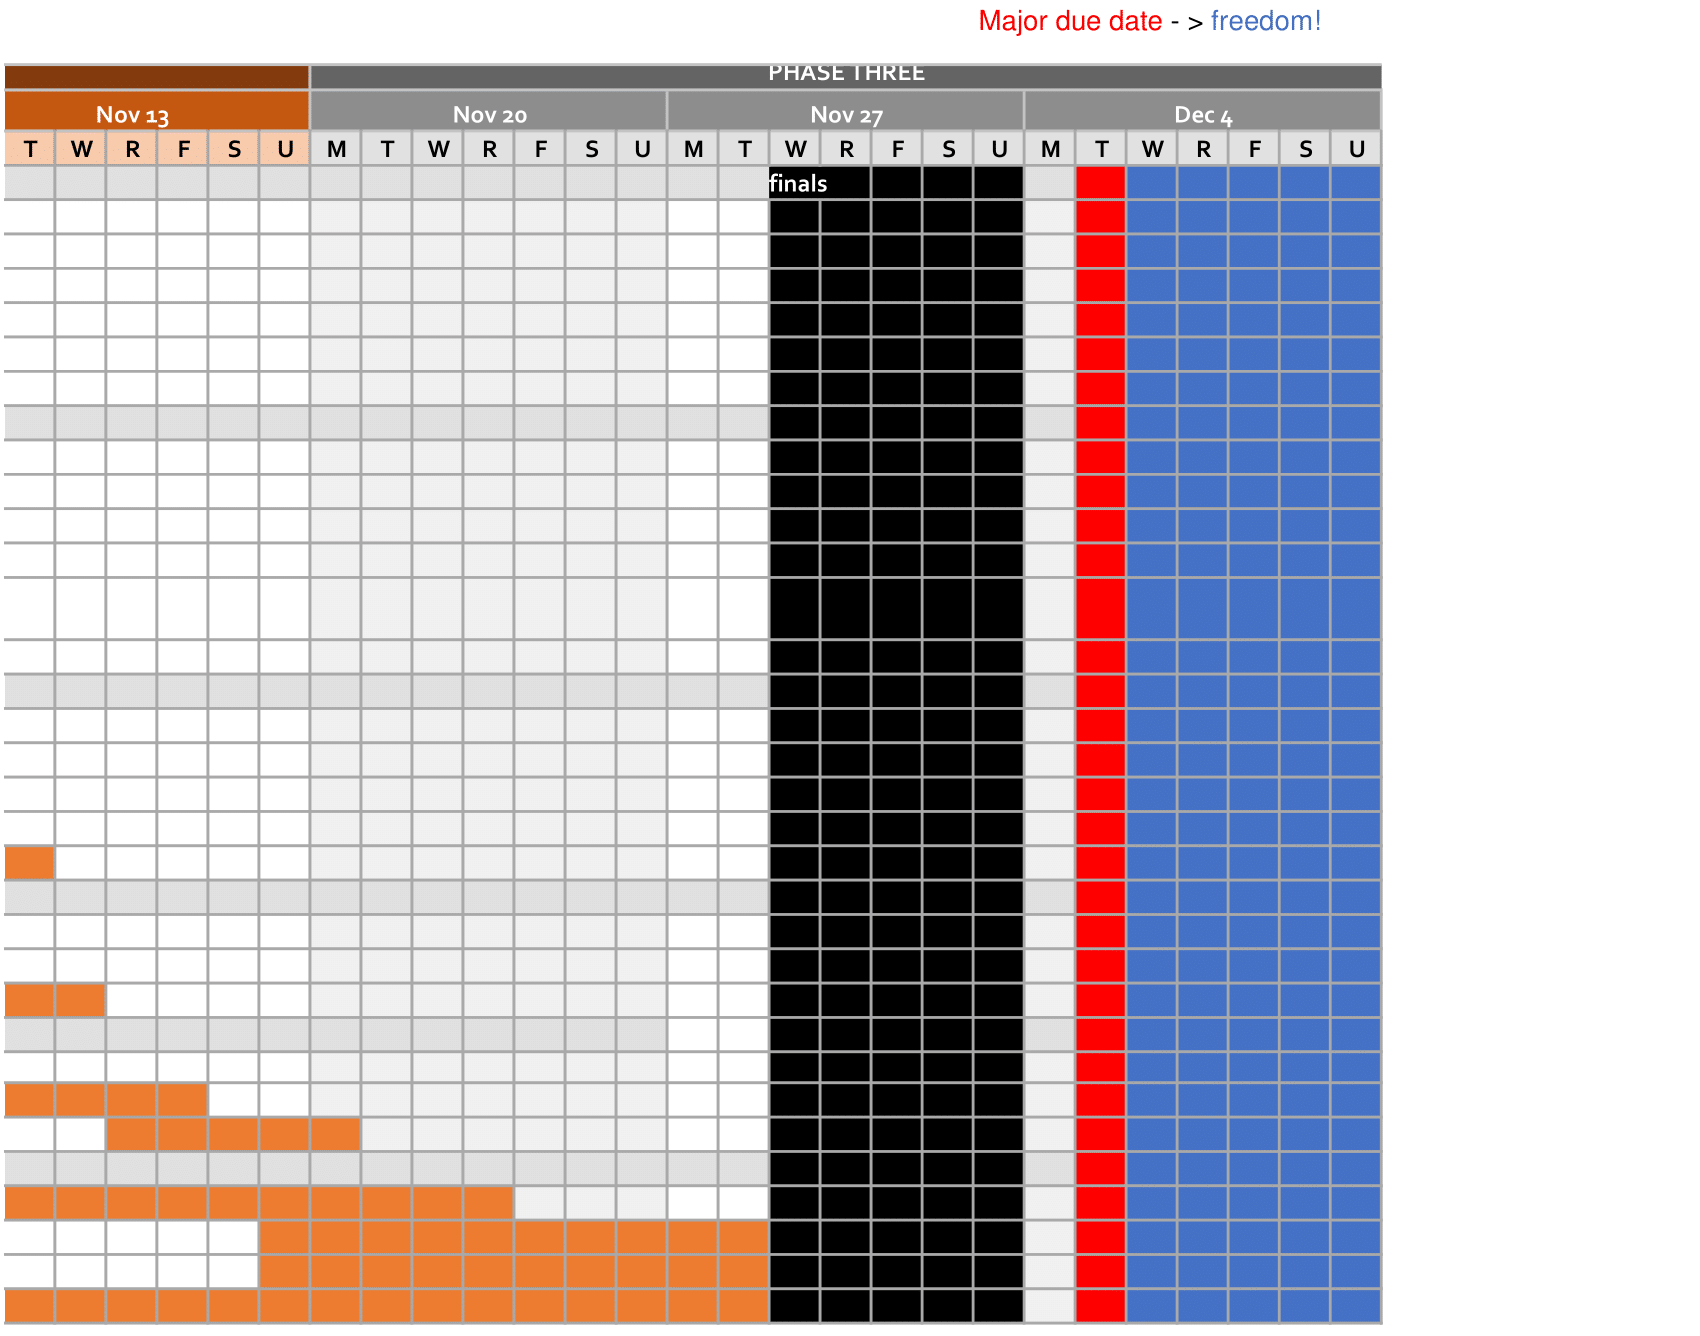 Major due date - > freedom!
PHASE THREE
Nov 13 Nov 20 Nov 27 Dec 4
T W R F S U M T W R F S U M T W R F S U M T W R F S U
finals